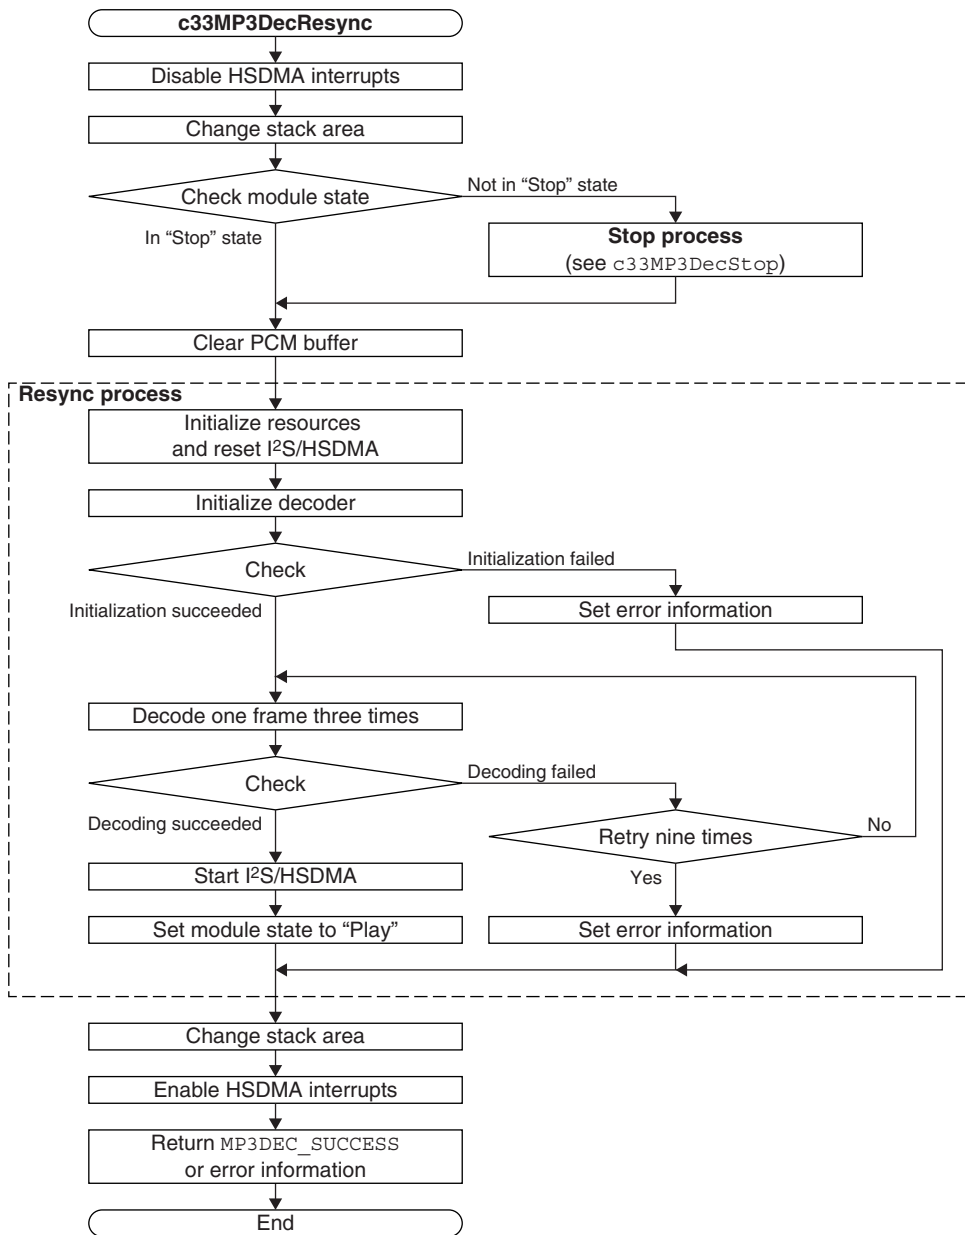 c33MP3DecResync
Disable HSDMA interrupts
Change stack area
Check module state
Not in “Stop” state
In “Stop” state
Stop process
(see c33MP3DecStop)
Clear PCM buffer
Resync process
Initialize resources
and reset I²S/HSDMA
Initialize decoder
Check
Initialization failed
Initialization succeeded
Set error information
Decode one frame three times
Check
Decoding failed
Decoding succeeded
Retry nine times
No
Yes
Start I²S/HSDMA
Set module state to “Play”
Set error information
Change stack area
Enable HSDMA interrupts
Return MP3DEC_SUCCESS
or error information
End